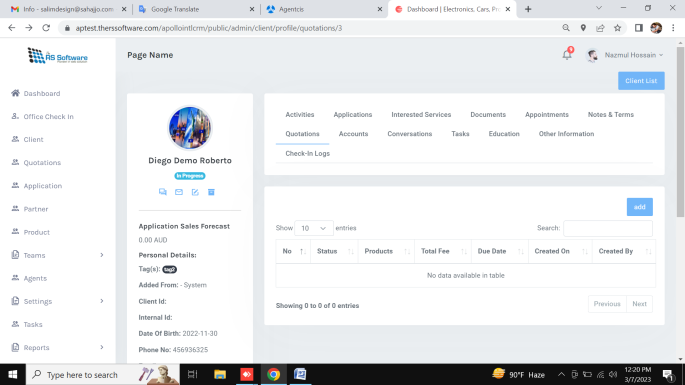 Info - salimdesign@sahajjo.com
Google Translate
Agentcis
Dashboard | Electronics, Cars, Pr
aptest.therssoftware.com/apollointlcrm/public/admin/client/profile/quotations/3
RS Software
Page Name
8
Nazmul Hossain
Client List
Dashboard
Office Check In
Client
Quotations
Application
Partner
Product
Teams
Agents
Settings
Tasks
Reports
Diego Demo Roberto
In Progress
Application Sales Forecast
0.00 AUD
Personal Details:
Tag(s): tag2
Added From: - System
Client Id:
Internal Id:
Date Of Birth: 2022-11-30
Phone No: 456936325
Activities Applications Interested Services Documents Appointments Notes & Terms
Quotations Accounts Conversations Tasks Education Other Information
Check-In Logs
add
Show 10 entries Search:
No Status Products Total Fee Due Date Created On Created By
No data available in table
Showing 0 to 0 of 0 entries
Previous Next
Type here to search
90°F Haze
12:20 PM
3/7/2023